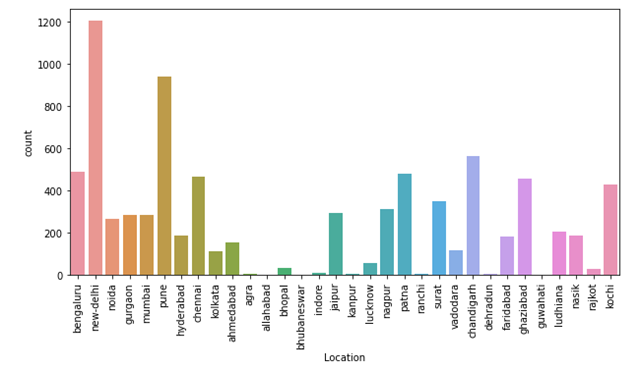 1200
1000
800
600
400
200
0
count
bengaluru
new-delhi
noida
gurgaon
mumbai
pune
hyderabad
chennai
kolkata
ahmedabad
agra
allahabad
bhopal
bhubaneswar
indore
jaipur
kanpur
lucknow
nagpur
patna
ranchi
surat
vadodara
chandigarh
dehradun
faridabad
ghaziabad
guwahati
ludhiana
nasik
rajkot
kochi
Location